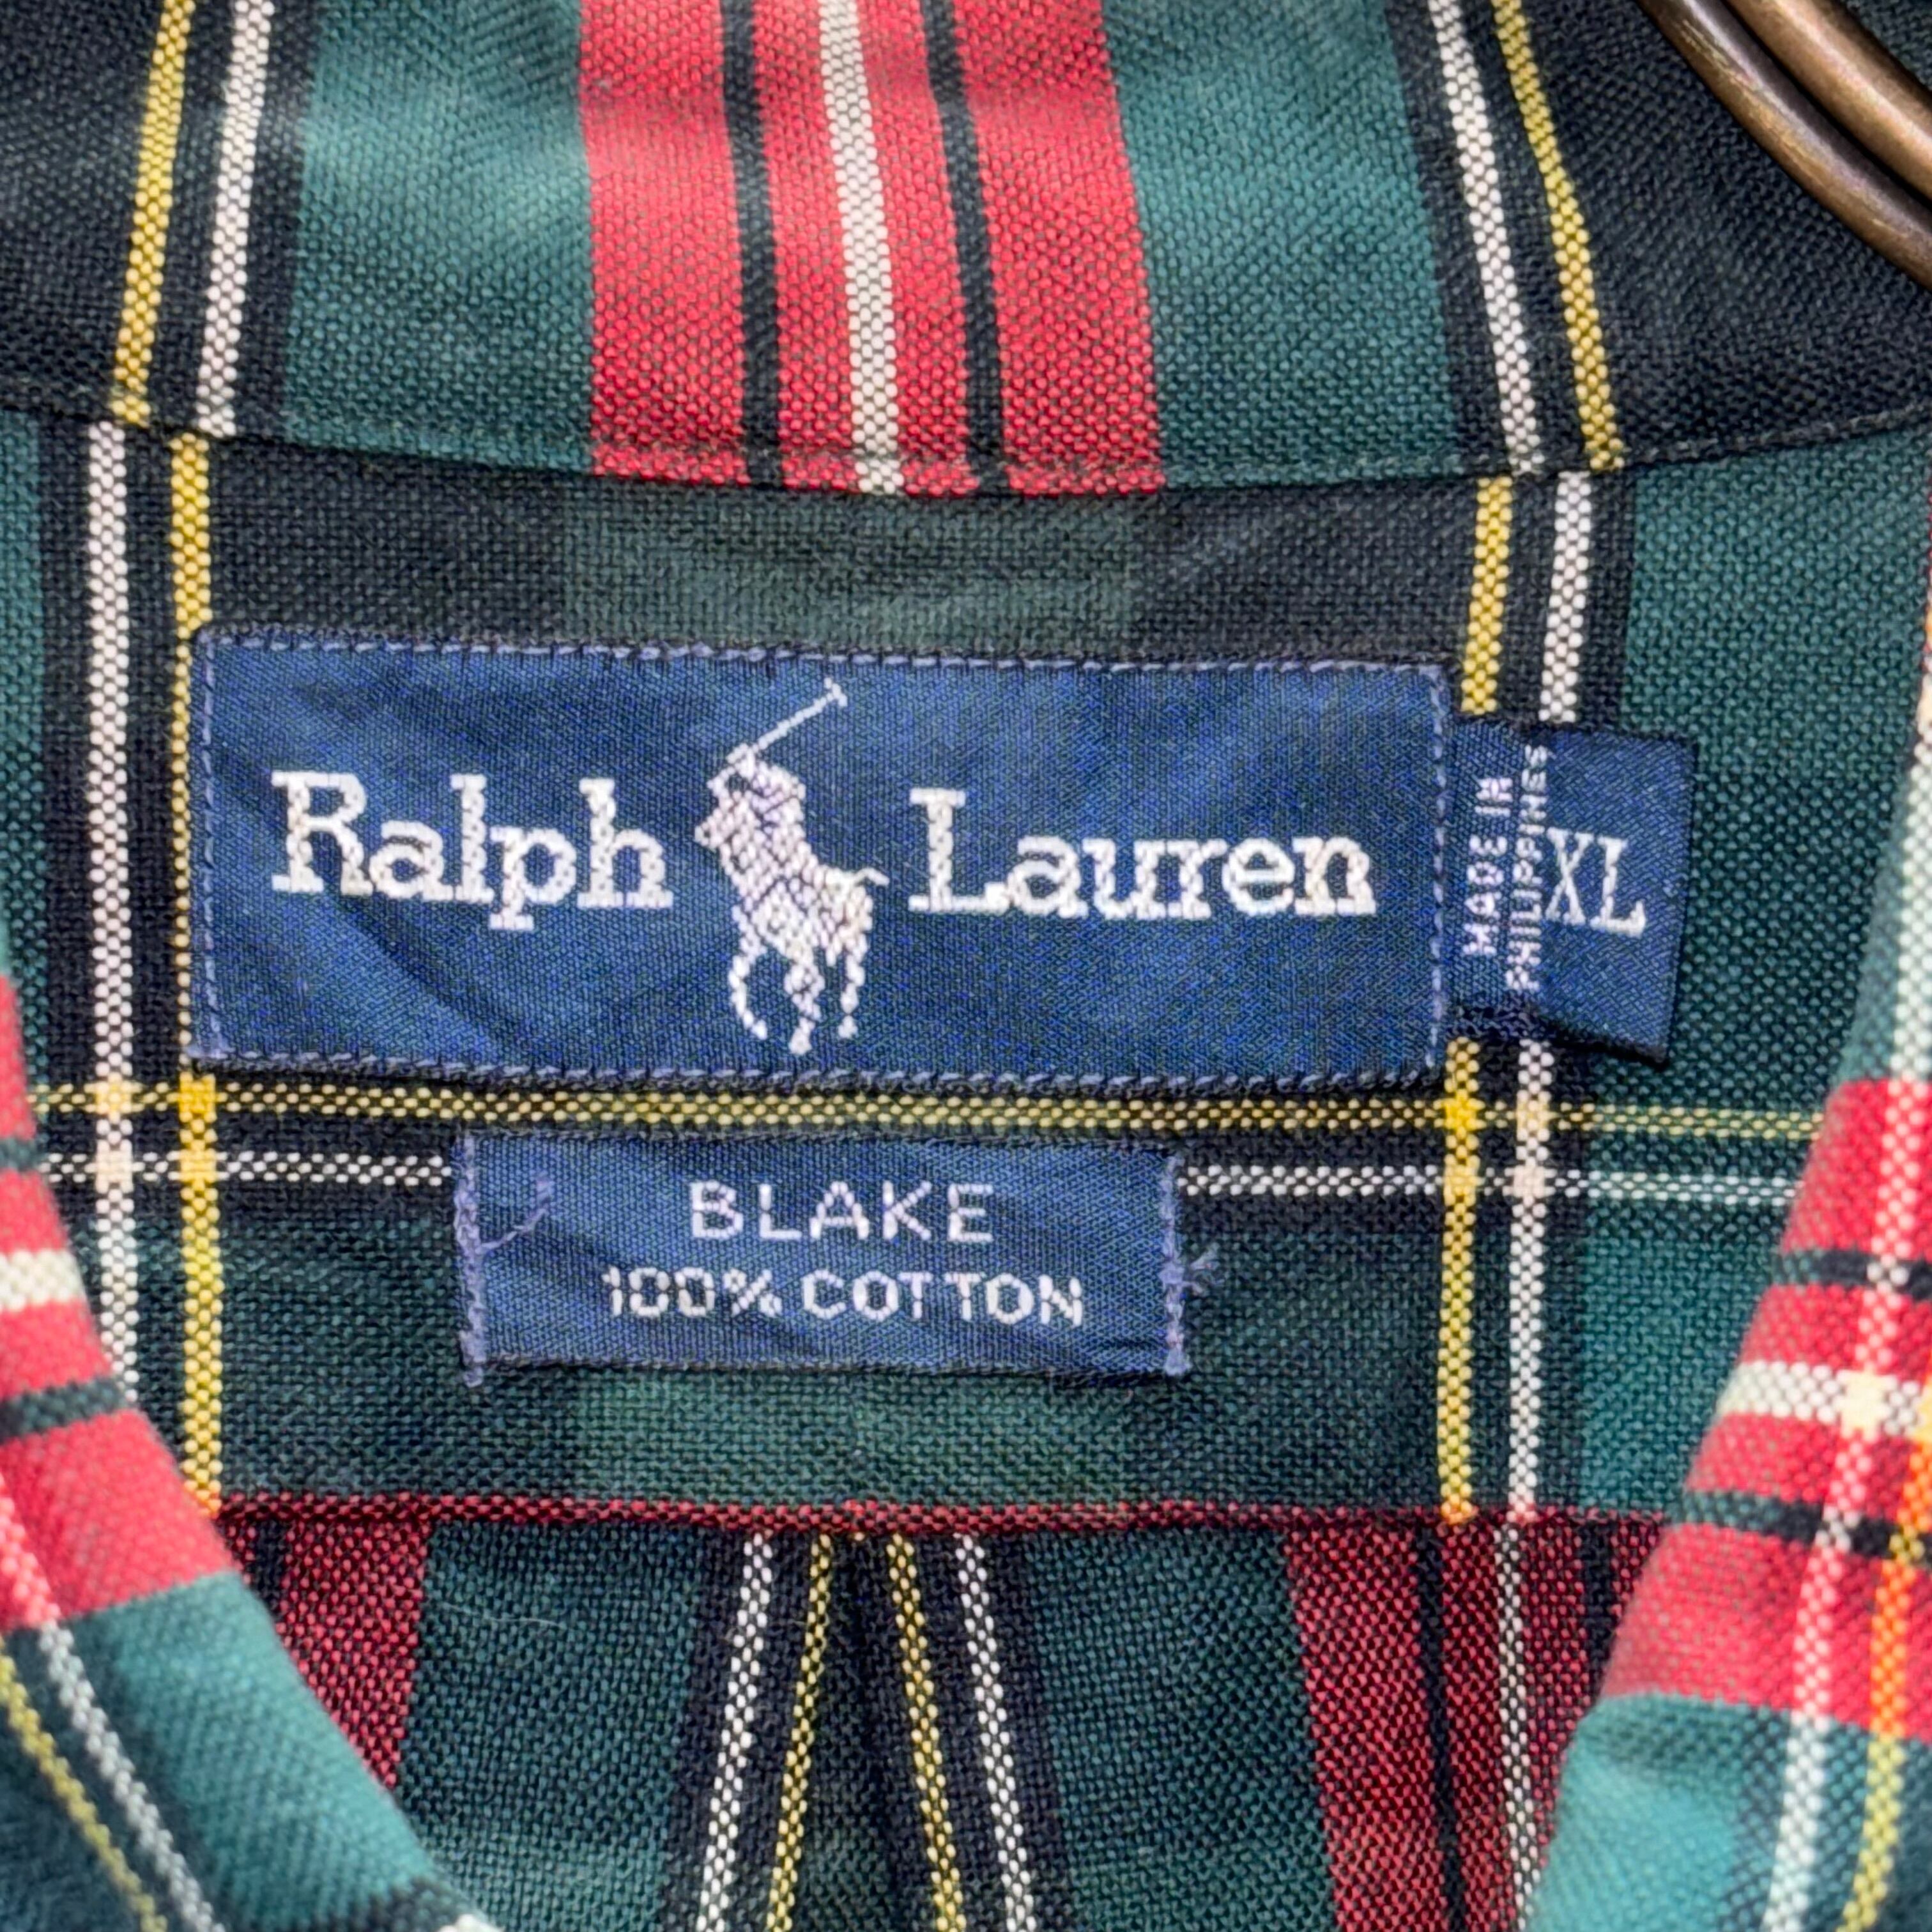 Ralph Lauren
MADE IN
PHILIPPINES
XL
BLAKE
100% COTTON